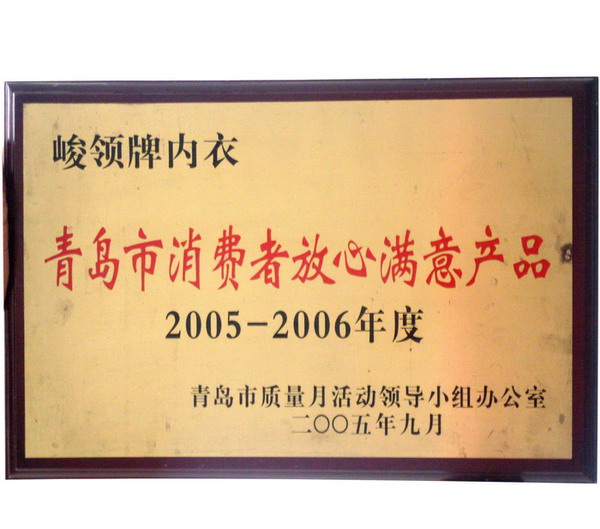 峻领牌内衣
青岛市消费者放心满意产品
2005-2006年度
青岛市质量月活动领导小组办公室
二〇〇五年九月